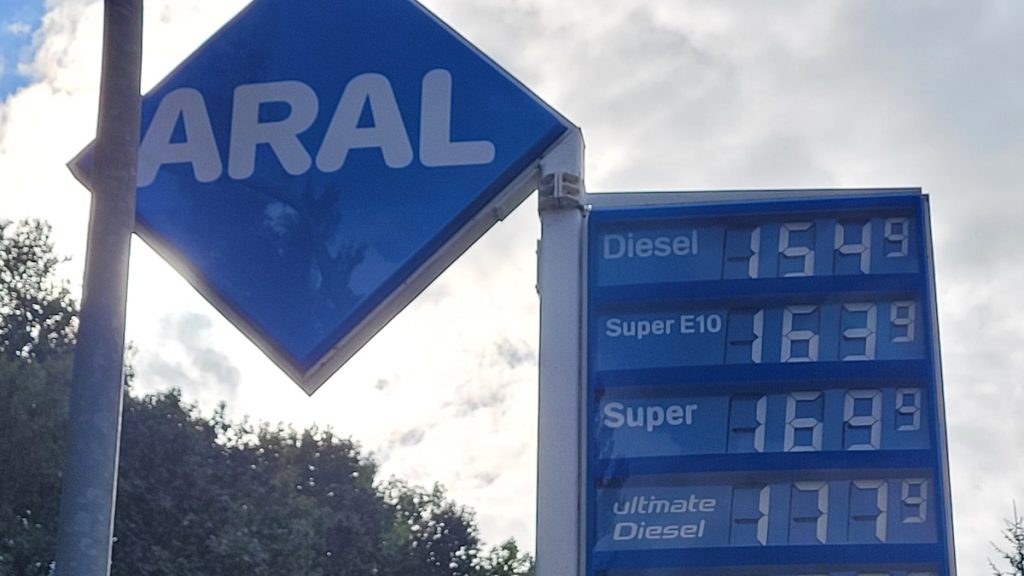 ARAL
Diesel 1549
Super E10 1639
Super 1699
ultimate
Diesel 1779